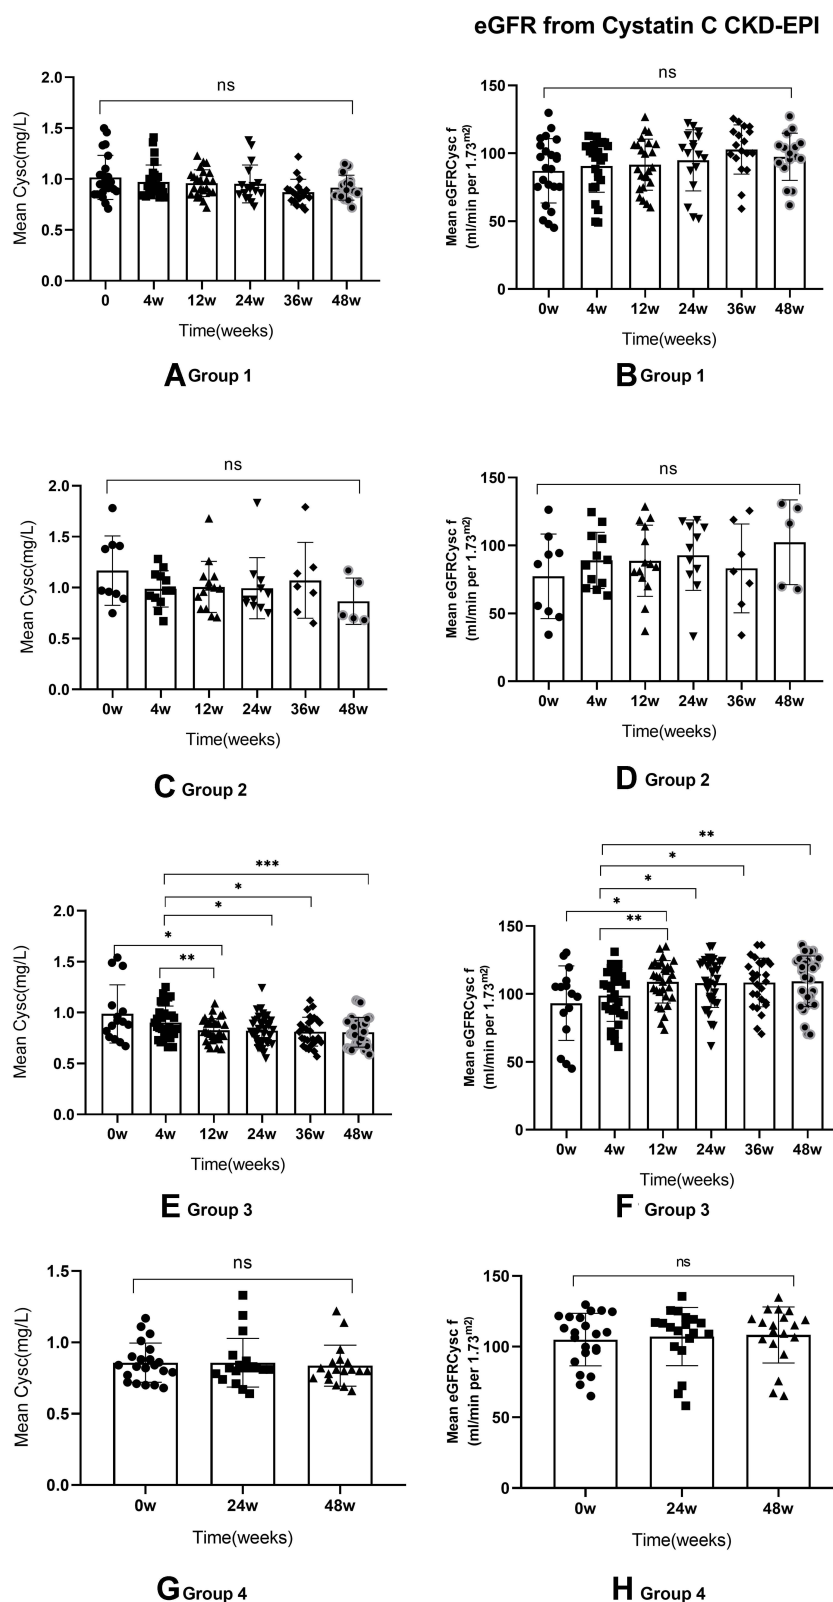 eGFR from Cystatin C CKD-EPI
Mean Cysc(mg/L)
2.0
1.5
1.0
0.5
0.0
ns
0
4w
12w
24w
36w
48w
Time(weeks)
A Group 1
Mean eGFRCysc f
(ml/min per 1.73m2)
150
100
50
0
ns
0w
4w
12w
24w
36w
48w
Time(weeks)
B Group 1
Mean Cysc(mg/L)
2.0
1.5
1.0
0.5
0.0
ns
0w
4w
12w
24w
36w
48w
Time(weeks)
C Group 2
Mean eGFRCysc f
(ml/min per 1.73m2)
150
100
50
0
ns
0w
4w
12w
24w
36w
48w
Time(weeks)
D Group 2
Mean Cysc(mg/L)
2.0
1.5
1.0
0.5
0.0
***
*
*
*
**
0w
4w
12w
24w
36w
48w
Time(weeks)
E Group 3
Mean eGFRCysc f
(ml/min per 1.73m2)
150
100
50
0
**
*
*
*
**
0w
4w
12w
24w
36w
48w
Time(weeks)
F Group 3
Mean Cysc(mg/L)
1.5
1.0
0.5
0.0
ns
0w
24w
48w
Time(weeks)
G Group 4
Mean eGFRCysc f
(ml/min per 1.73m2)
150
100
50
0
ns
0w
24w
48w
Time(weeks)
H Group 4